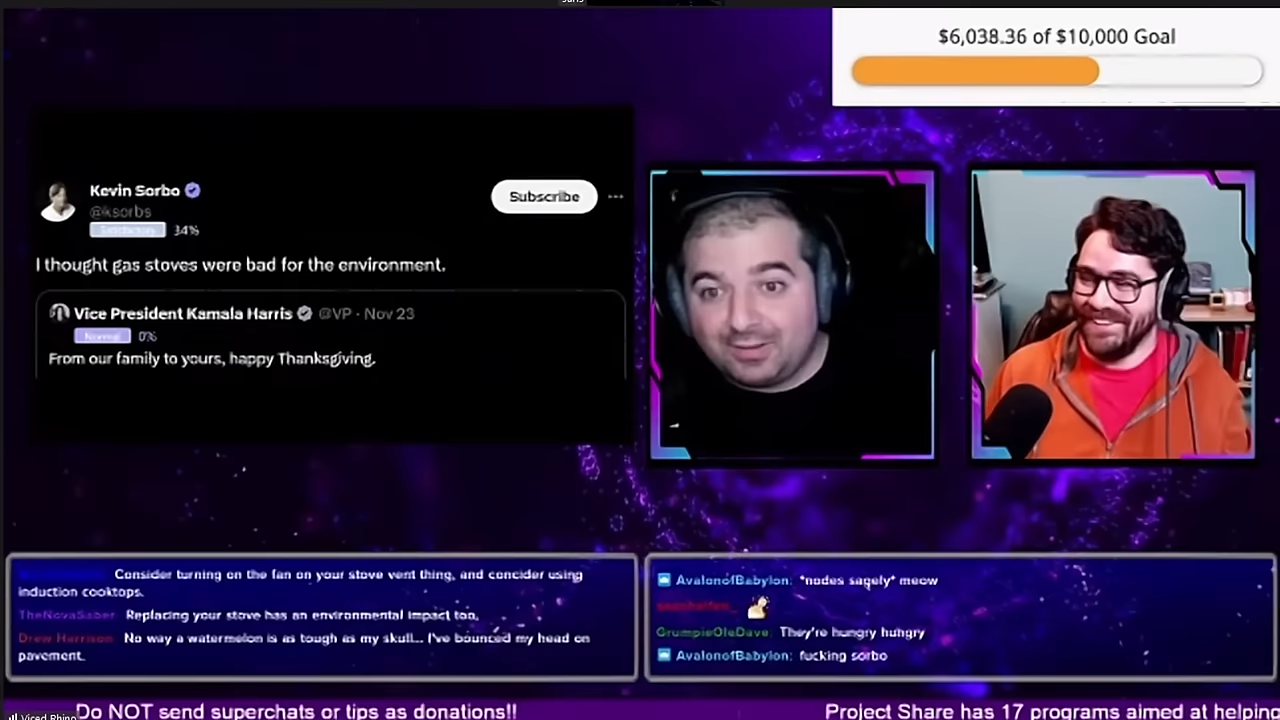 $6,038.36 of $10,000 Goal
Kevin Sorbo
@ksorbs
Subscribe
34%
I thought gas stoves were bad for the environment.
Vice President Kamala Harris @VP · Nov 23
Normal 0%
From our family to yours, happy Thanksgiving.
Consider turning on the fan on your stove vent thing, and concider using
induction cooktops.
TheNovaSaber: Replacing your stove has an environmental impact too.
Drew Harrison: No way a watermelon is as tough as my skull... I've bounced my head on
pavement.
AvalonofBabylon: *nodes sagely* meow
GrumpieOleDave: They're hungry hungry
AvalonofBabylon: fucking sorbo
Viced Rhino
Do NOT send superchats or tips as donations!!
Project Share has 17 programs aimed at helping